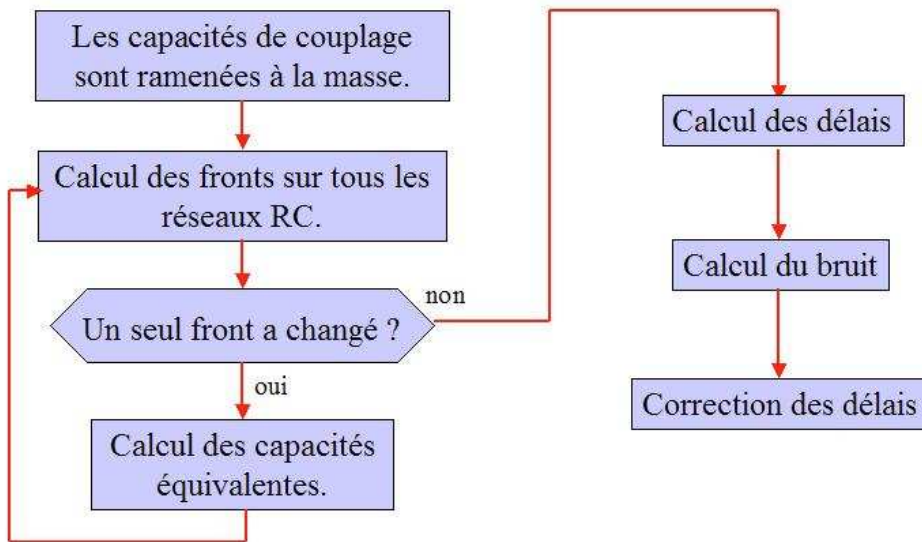 Les capacités de couplage
sont ramenées à la masse.
Calcul des fronts sur tous les
réseaux RC.
Un seul front a changé ?
non
oui
Calcul des capacités
équivalentes.
Calcul des délais
Calcul du bruit
Correction des délais